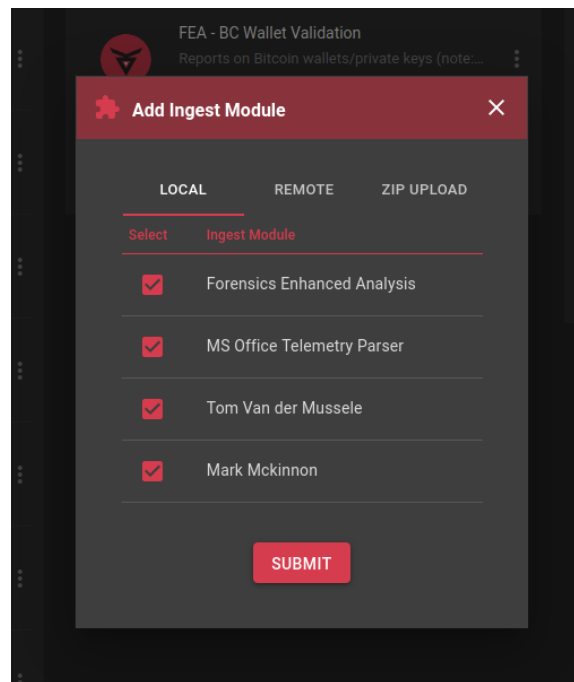 FEA - BC Wallet Validation
Reports on Bitcoin wallets/private keys (note:...
Add Ingest Module
LOCAL REMOTE ZIP UPLOAD
Select Ingest Module
Forensics Enhanced Analysis
MS Office Telemetry Parser
Tom Van der Mussele
Mark Mckinnon
SUBMIT